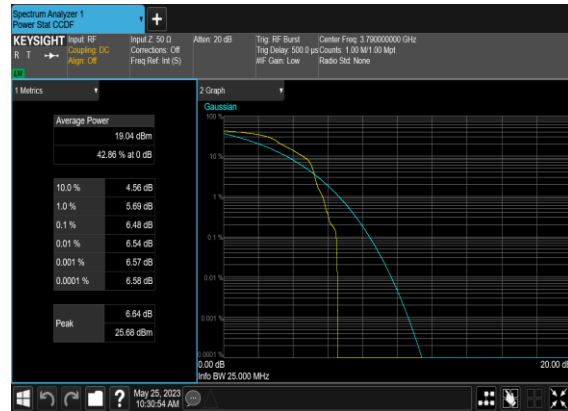 Spectrum Analyzer 1
Power Stat CCDF
KEYSIGHT
R T
LXI
Input: RF
Coupling: DC
Align: Off
Input Z: 50 Ω
Corrections: Off
Freq Ref: Int (S)
Atten: 20 dB
Trig: RF Burst
Trig Delay: 500.0 µs
#IF Gain: Low
Center Freq: 3.790000000 GHz
Counts: 1.00 M/1.00 Mpt
Radio Std: None
1 Metrics
Average Power
19.04 dBm
42.86 % at 0 dB
10.0 % 4.56 dB
1.0 % 5.69 dB
0.1 % 6.48 dB
0.01 % 6.54 dB
0.001 % 6.57 dB
0.0001 % 6.58 dB
Peak
6.64 dB
25.68 dBm
2 Graph
Gaussian
100 %
10 %
1 %
0.1 %
0.01 %
0.001 %
0.0001 %
0.00 dB
20.00 dB
Info BW 25.000 MHz
?
May 25, 2023
10:30:54 AM